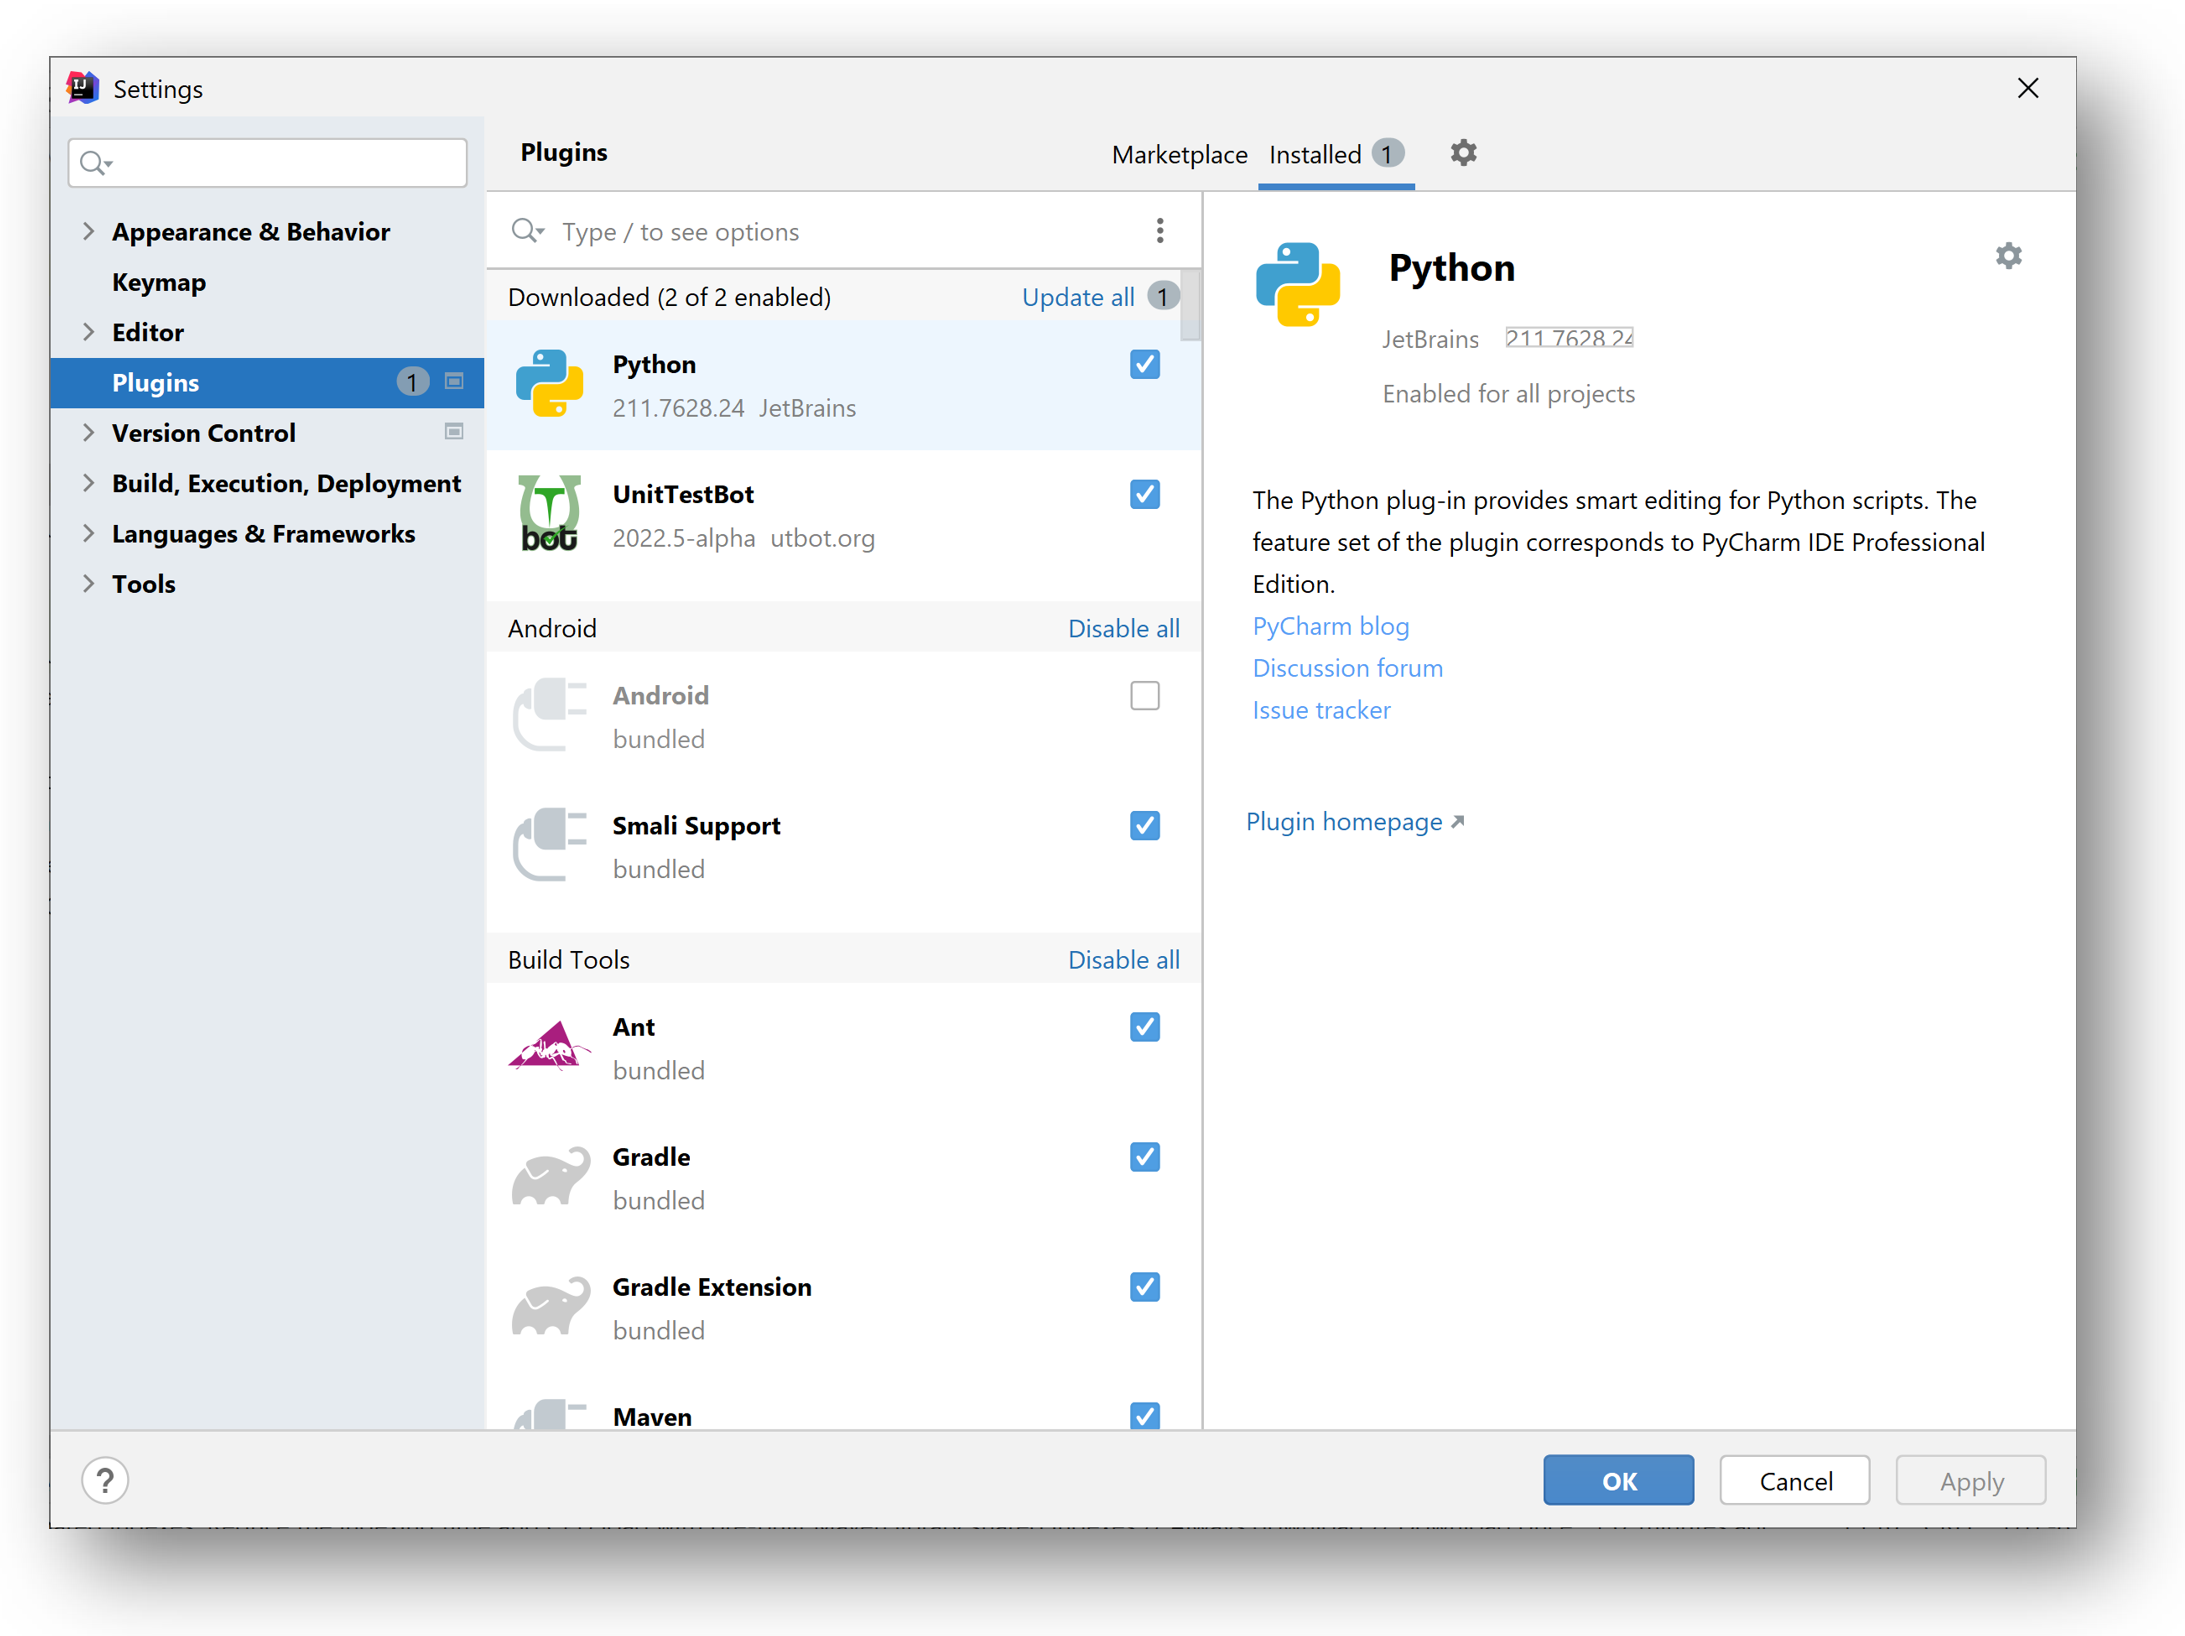 Settings
Plugins
Marketplace Installed 1
Type / to see options
Appearance & Behavior
Keymap
Editor
Plugins 1
Version Control
Build, Execution, Deployment
Languages & Frameworks
Tools
Downloaded (2 of 2 enabled) Update all 1
Python
211.7628.24 JetBrains
UnitTestBot
2022.5-alpha utbot.org
Android Disable all
Android
bundled
Smali Support
bundled
Build Tools Disable all
Ant
bundled
Gradle
bundled
Gradle Extension
bundled
Maven
Python
JetBrains 211.7628.24
Enabled for all projects
The Python plug-in provides smart editing for Python scripts. The
feature set of the plugin corresponds to PyCharm IDE Professional
Edition.
PyCharm blog
Discussion forum
Issue tracker
Plugin homepage
?
OK Cancel Apply